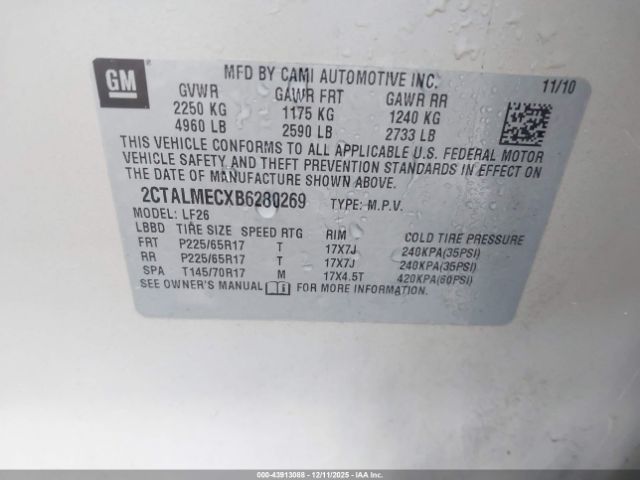 GM
MFD BY CAMI AUTOMOTIVE INC. 11/10
GVWR GAWR FRT GAWR RR
2250 KG 1175 KG 1240 KG
4960 LB 2590 LB 2733 LB
THIS VEHICLE CONFORMS TO ALL APPLICABLE U.S. FEDERAL MOTOR
VEHICLE SAFETY AND THEFT PREVENTION STANDARDS IN EFFECT ON
THE DATE OF MANUFACTURE SHOWN ABOVE.
2CTALMECXB6280269 TYPE: M.P.V.
MODEL: LF26
LBBD TIRE SIZE SPEED RTG RIM COLD TIRE PRESSURE
FRT P225/65R17 T 17X7J 240KPA(35PSI)
RR P225/65R17 T 17X7J 240KPA(35PSI)
SPA T145/70R17 M 17X4.5T 420KPA(60PSI)
SEE OWNER'S MANUAL i FOR MORE INFORMATION.
000-43913088 - 12/11/2025 - IAAI.COM